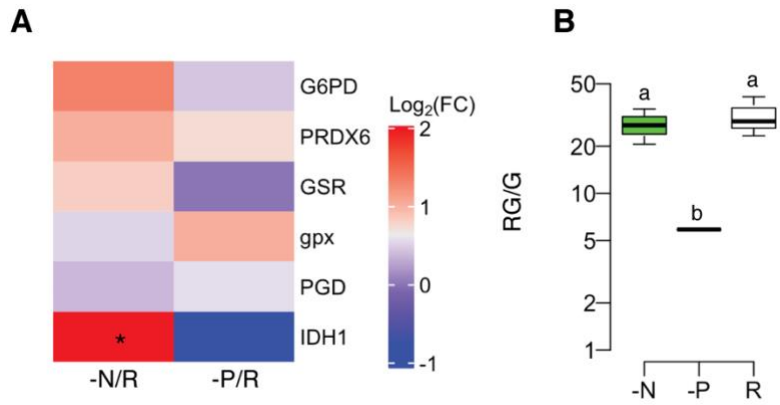 A
G6PD
PRDX6
GSR
gpx
PGD
IDH1
*
-N/R
-P/R
Log2(FC)
2
1
0
-1
B
RG/G
50
20
10
5
2
1
a
b
a
-N
-P
R